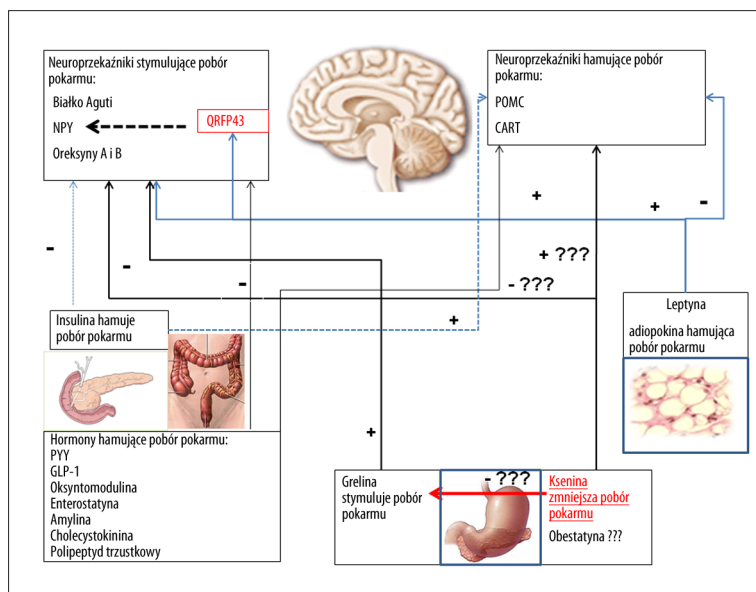 Neuroprzekaźniki stymulujące pobór
pokarmu:
Białko Aguti
NPY
QRFP43
Oreksyny A i B
Neuroprzekaźniki hamujące pobór
pokarmu:
POMC
CART
+
+
-
-
-
-
+ ???
- ???
+
Insulina hamuje
pobór pokarmu
Leptyna
adiopokina hamująca
pobór pokarmu
Hormony hamujące pobór pokarmu:
PYY
GLP-1
Oksyntomodulina
Enterostatyna
Amylina
Cholecystokinina
Polipeptyd trzustkowy
+
Grelina
stymuluje pobór
pokarmu
- ???
Ksenina
zmniejsza pobór
pokarmu
Obestatyna ???